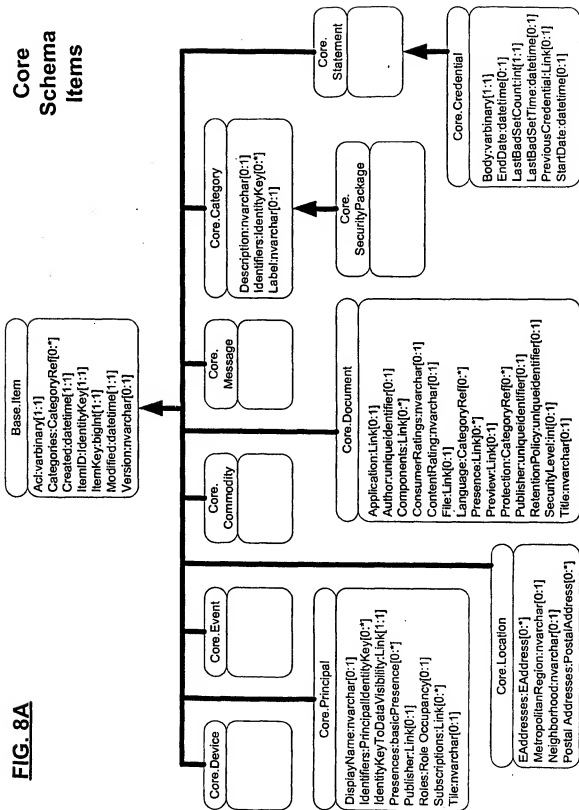 FIG. 8A
Core
Schema
Items
Base.Item
Acl:varbinary[1:1]
Categories:CategoryRef[0:*]
Created:datetime[1:1]
ItemID:IdentityKey[1:1]
ItemKey:bigInt[1:1]
Modified:datetime[1:1]
Version:nvarchar[0:1]
Core.Device
Core.Event
Core.
Commodity
Core.
Message
Core.Category
Description:nvarchar[0:1]
Identifiers:IdentityKey[0:*]
Label:nvarchar[0:1]
Core.
Statement
Core.Principal
DisplayName:nvarchar[0:1]
Identifiers:PrincipalIdentityKey[0:*]
IdentityKeyToDataVisibility:Link[1:1]
Presences:basicPresence[0:*]
Publisher:Link[0:1]
Roles:Role Occupancy[0:1]
Subscriptions:Link[0:*]
Tile:nvarchar[0:1]
Core.Document
Application:Link[0:1]
Author:uniqueidentifier[0:1]
Components:Link[0:*]
ConsumerRatings:nvarchar[0:1]
ContentRating:nvarchar[0:1]
File:Link[0:1]
Language:CategoryRef[0:*]
Presence:Link[0:*]
Preview:Link[0:1]
Protection:CategoryRef[0:*]
Publisher:uniqueidentifier[0:1]
RetentionPolicy:uniqueidentifier[0:1]
SecurityLevel:int[0:1]
Title:nvarchar[0:1]
Core.
SecurityPackage
Core.Credential
Body:varbinary[1:1]
EndDate:datetime[0:1]
LastBadSetCount:int[1:1]
LastBadSetTime:datetime[0:1]
PreviousCredential:Link[0:1]
StartDate:datetime[0:1]
Core.Location
EAddresses:EAddress[0:*]
MetropolitanRegion:nvarchar[0:1]
Neighborhood:nvarchar[0:1]
Postal Addresses:PostalAddress[0:*]